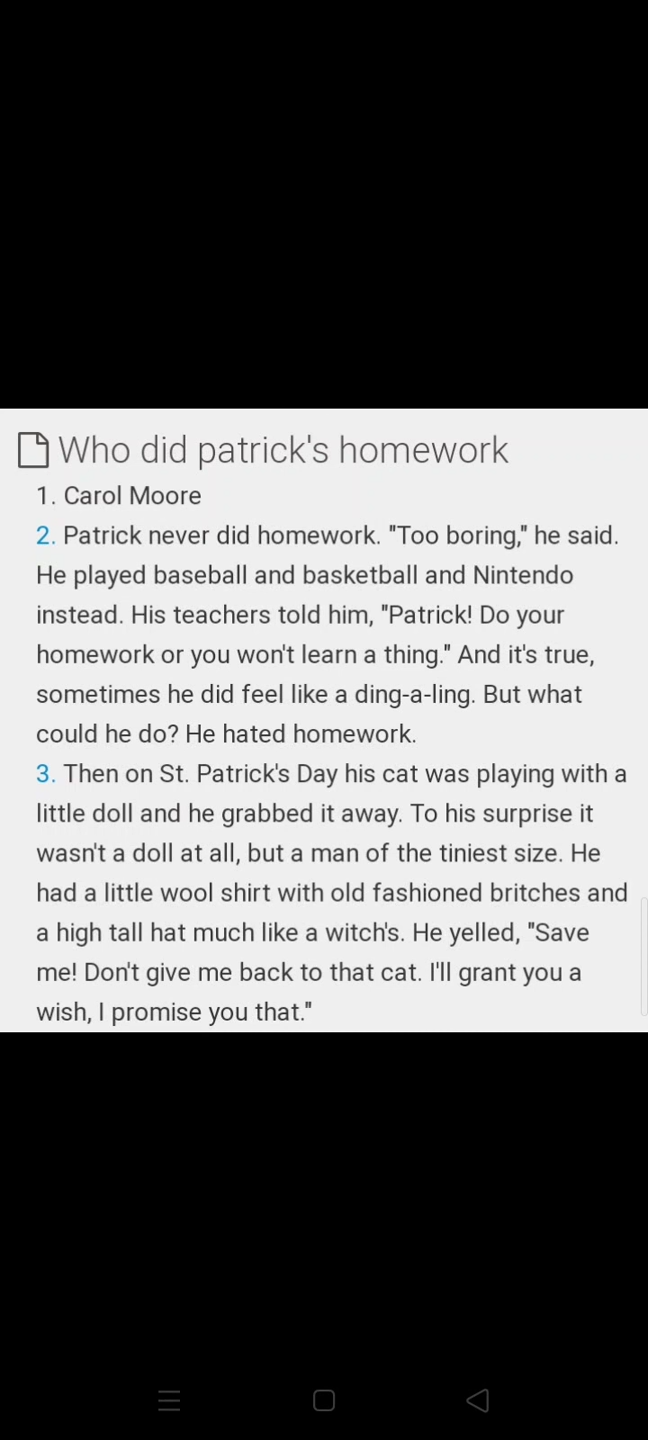 Who did patrick's homework
1. Carol Moore
2. Patrick never did homework. "Too boring," he said.
He played baseball and basketball and Nintendo
instead. His teachers told him, "Patrick! Do your
homework or you won't learn a thing." And it's true,
sometimes he did feel like a ding-a-ling. But what
could he do? He hated homework.
3. Then on St. Patrick's Day his cat was playing with a
little doll and he grabbed it away. To his surprise it
wasn't a doll at all, but a man of the tiniest size. He
had a little wool shirt with old fashioned britches and
a high tall hat much like a witch's. He yelled, "Save
me! Don't give me back to that cat. I'll grant you a
wish, I promise you that."